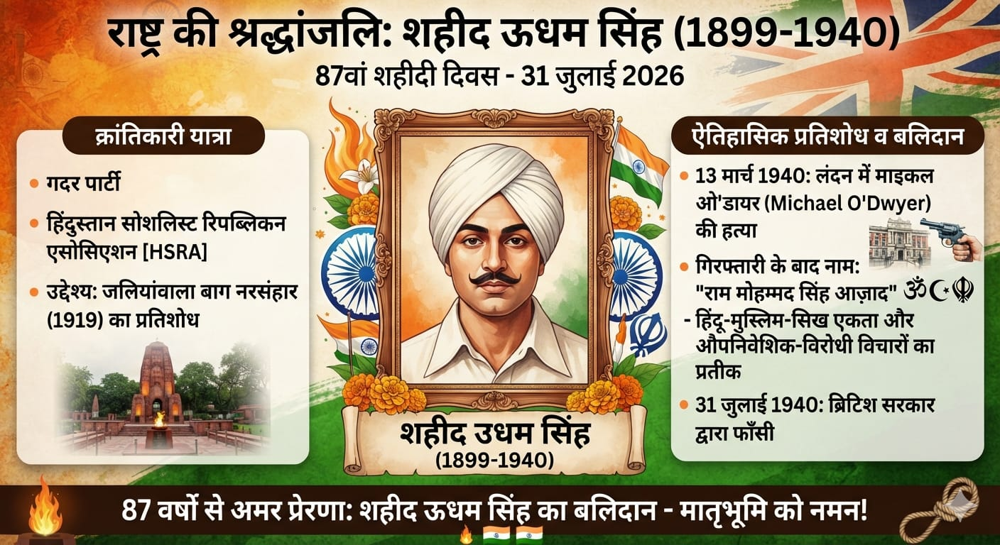 राष्ट्र की श्रद्धांजलि: शहीद ऊधम सिंह (1899-1940)
87वां शहीदी दिवस - 31 जुलाई 2026
क्रांतिकारी यात्रा
• गदर पार्टी
• हिंदुस्तान सोशलिस्ट रिपब्लिकन
एसोसिएशन [HSRA]
• उद्देश्य: जलियांवाला बाग नरसंहार
(1919) का प्रतिशोध
शहीद उधम सिंह
(1899-1940)
ऐतिहासिक प्रतिशोध व बलिदान
• 13 मार्च 1940: लंदन में माइकल
ओ'डायर (Michael O'Dwyer)
की हत्या
• गिरफ्तारी के बाद नाम:
"राम मोहम्मद सिंह आज़ाद" ॐ☪☬
- हिंदू-मुस्लिम-सिख एकता और
औपनिवेशिक-विरोधी विचारों का
प्रतीक
• 31 जुलाई 1940: ब्रिटिश सरकार
द्वारा फाँसी
87 वर्षो से अमर प्रेरणा: शहीद ऊधम सिंह का बलिदान - मातृभूमि को नमन!